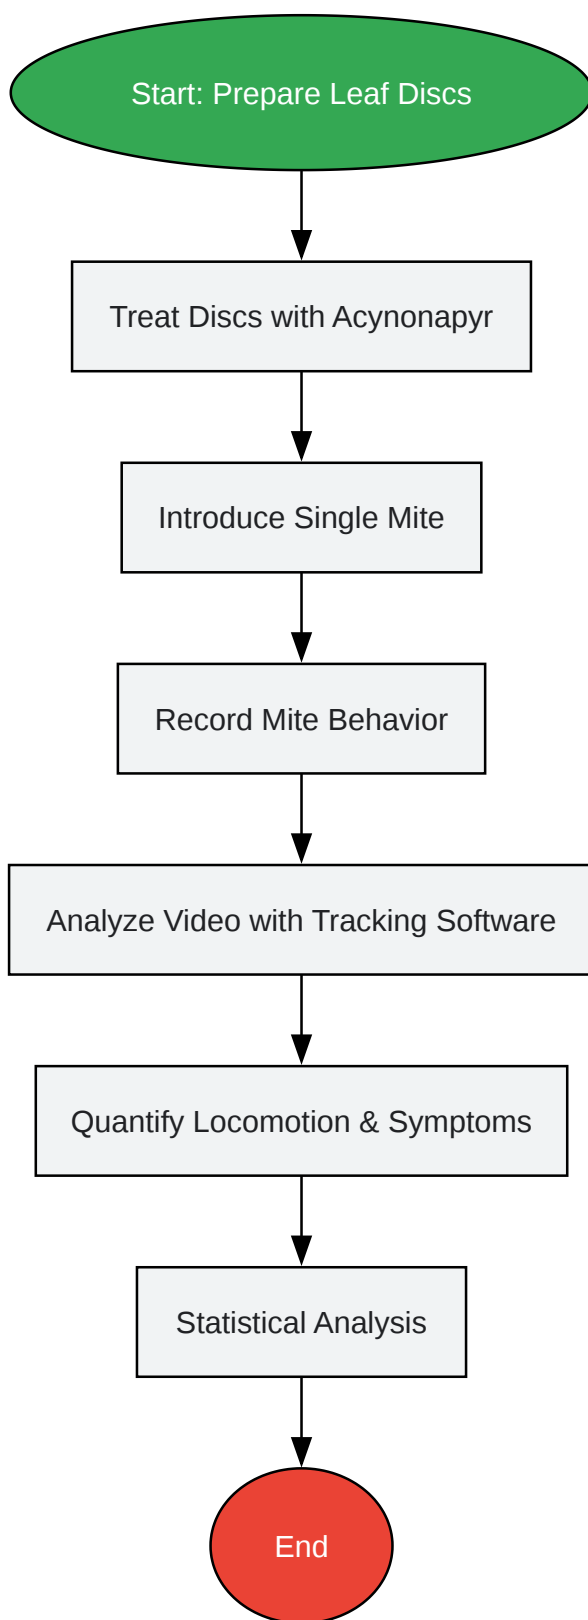 Start: Prepare Leaf Discs
Treat Discs with Acynonapyr
Introduce Single Mite
Record Mite Behavior
Analyze Video with Tracking Software
Quantify Locomotion & Symptoms
Statistical Analysis
End